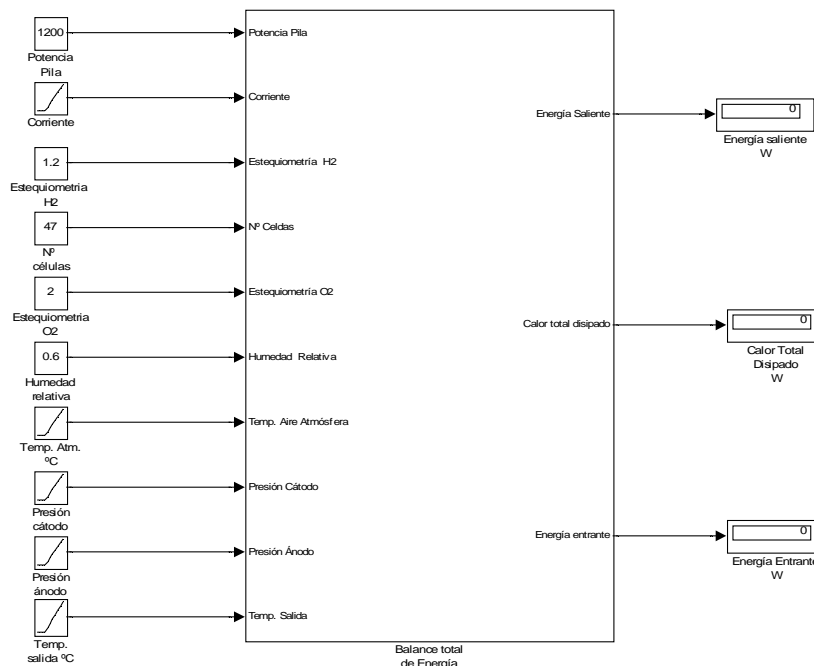 1200
Potencia
Pila
Corriente
1.2
Estequiometria
H2
47
Nº
células
2
Estequiometria
O2
0.6
Humedad
relativa
Temp. Atm.
ºC
Presión
cátodo
Presión
ánodo
Temp.
salida ºC
Potencia Pila
Corriente
Estequiometría H2
Nº Celdas
Estequiometría O2
Humedad Relativa
Temp. Aire Atmósfera
Presión Cátodo
Presión Ánodo
Temp. Salida
Energía Saliente
Calor total disipado
Energía entrante
Balance total
de Energía
0
Energía saliente
W
0
Calor Total
Disipado
W
0
Energía Entrante
W